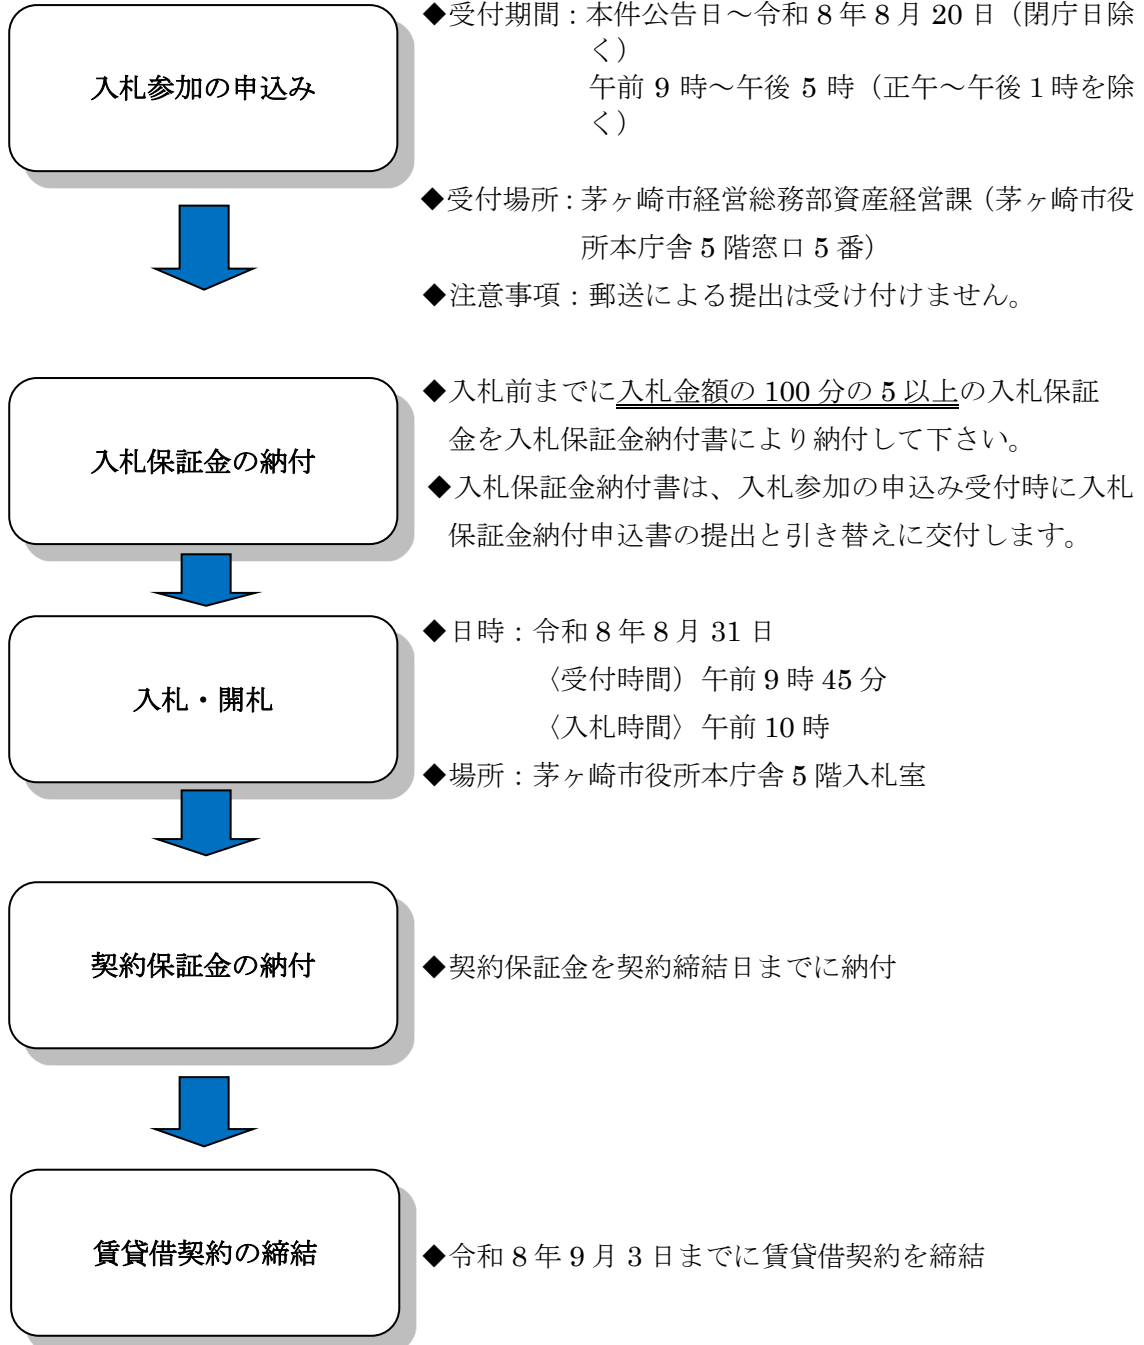 入札参加の申込み
◆受付期間：本件公告日～令和 8 年 8 月 20 日（閉庁日除
く）
午前 9 時～午後 5 時（正午～午後 1 時を除
く）
◆受付場所：茅ヶ崎市経営総務部資産経営課（茅ヶ崎市役
所本庁舎 5 階窓口 5 番）
◆注意事項：郵送による提出は受け付けません。
入札保証金の納付
◆入札前までに入札金額の 100 分の 5 以上の入札保証
金を入札保証金納付書により納付して下さい。
◆入札保証金納付書は、入札参加の申込み受付時に入札
保証金納付申込書の提出と引き替えに交付します。
入札・開札
◆日時：令和 8 年 8 月 31 日
〈受付時間）午前 9 時 45 分
〈入札時間〉午前 10 時
◆場所：茅ヶ崎市役所本庁舎 5 階入札室
契約保証金の納付
◆契約保証金を契約締結日までに納付
賃貸借契約の締結
◆令和 8 年 9 月 3 日までに賃貸借契約を締結